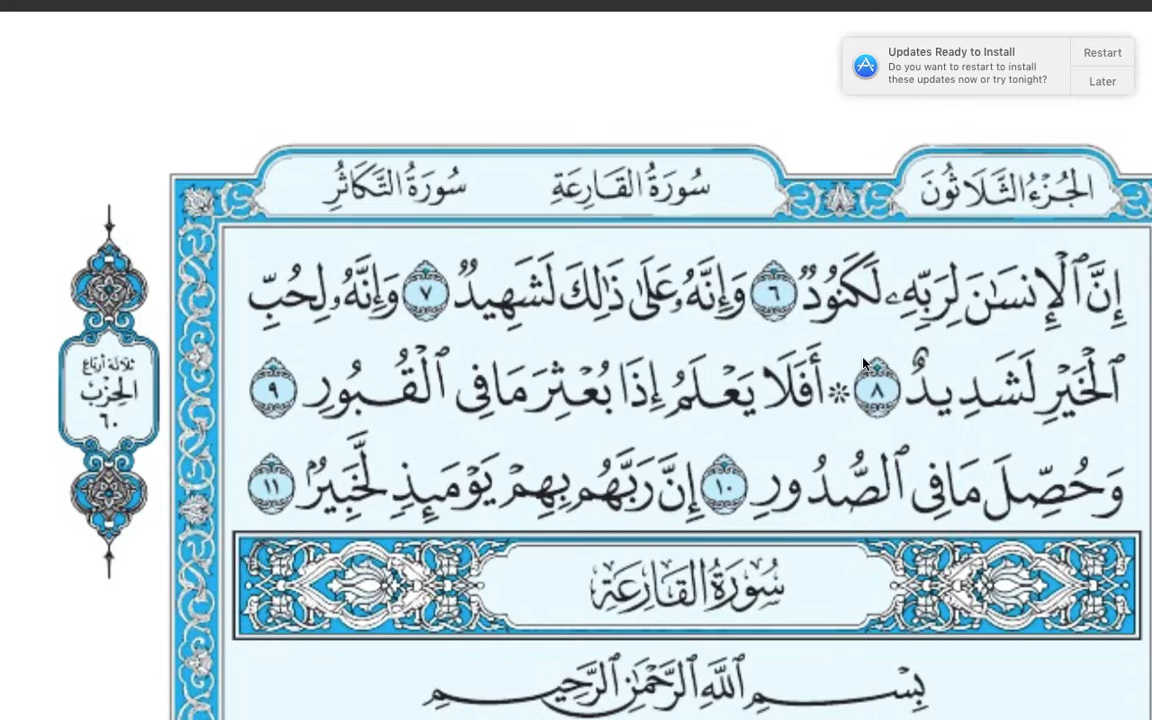 Updates Ready to Install
Restart
Do you want to restart to install
these updates now or try tonight?
Later
الجُزْءُ الثَّلَاثُونَ
سُورَةُ القَارِعَةِ
سُورَةُ التَّكَاثُرِ
إِنَّ ٱلْإِنسَٰنَ لِرَبِّهِۦ لَكَنُودٌ ٦ وَإِنَّهُۥ عَلَىٰ ذَٰلِكَ لَشَهِيدٌ ٧ وَإِنَّهُۥ لِحُبِّ
ٱلْخَيْرِ لَشَدِيدٌ ٨ * أَفَلَا يَعْلَمُ إِذَا بُعْثِرَ مَا فِى ٱلْقُبُورِ ٩
وَحُصِّلَ مَا فِى ٱلصُّدُورِ ١٠ إِنَّ رَبَّهُم بِهِمْ يَوْمَئِذٍ لَّخَبِيرٌۢ ١١
ثلاثة أرباع
الحِزْبُ
٦٠
سُورَةُ القَارِعَةِ
بِسْمِ ٱللَّهِ ٱلرَّحْمَٰنِ ٱلرَّحِيمِ